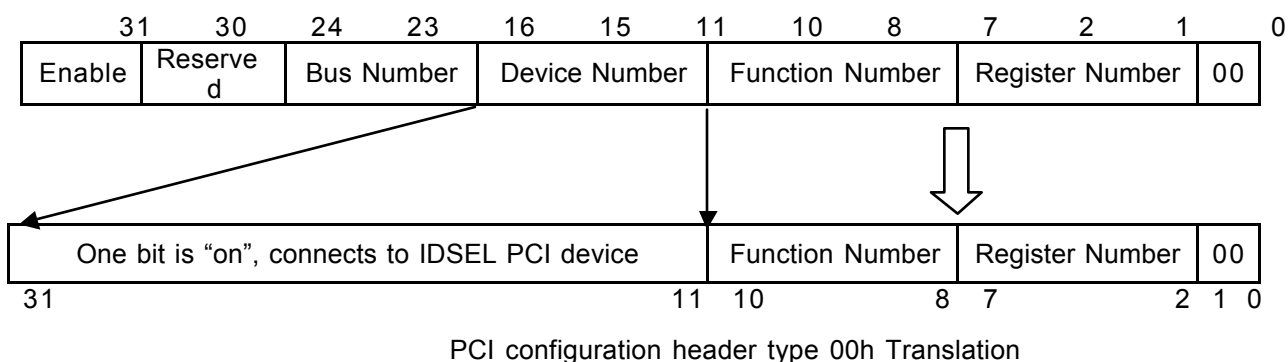 31 30 24 23 16 15 11 10 8 7 2 1 0
Enable Reserve
d Bus Number Device Number Function Number Register Number 00
One bit is “on”, connects to IDSEL PCI device Function Number Register Number 00
31 11 10 8 7 2 1 0
PCI configuration header type 00h Translation